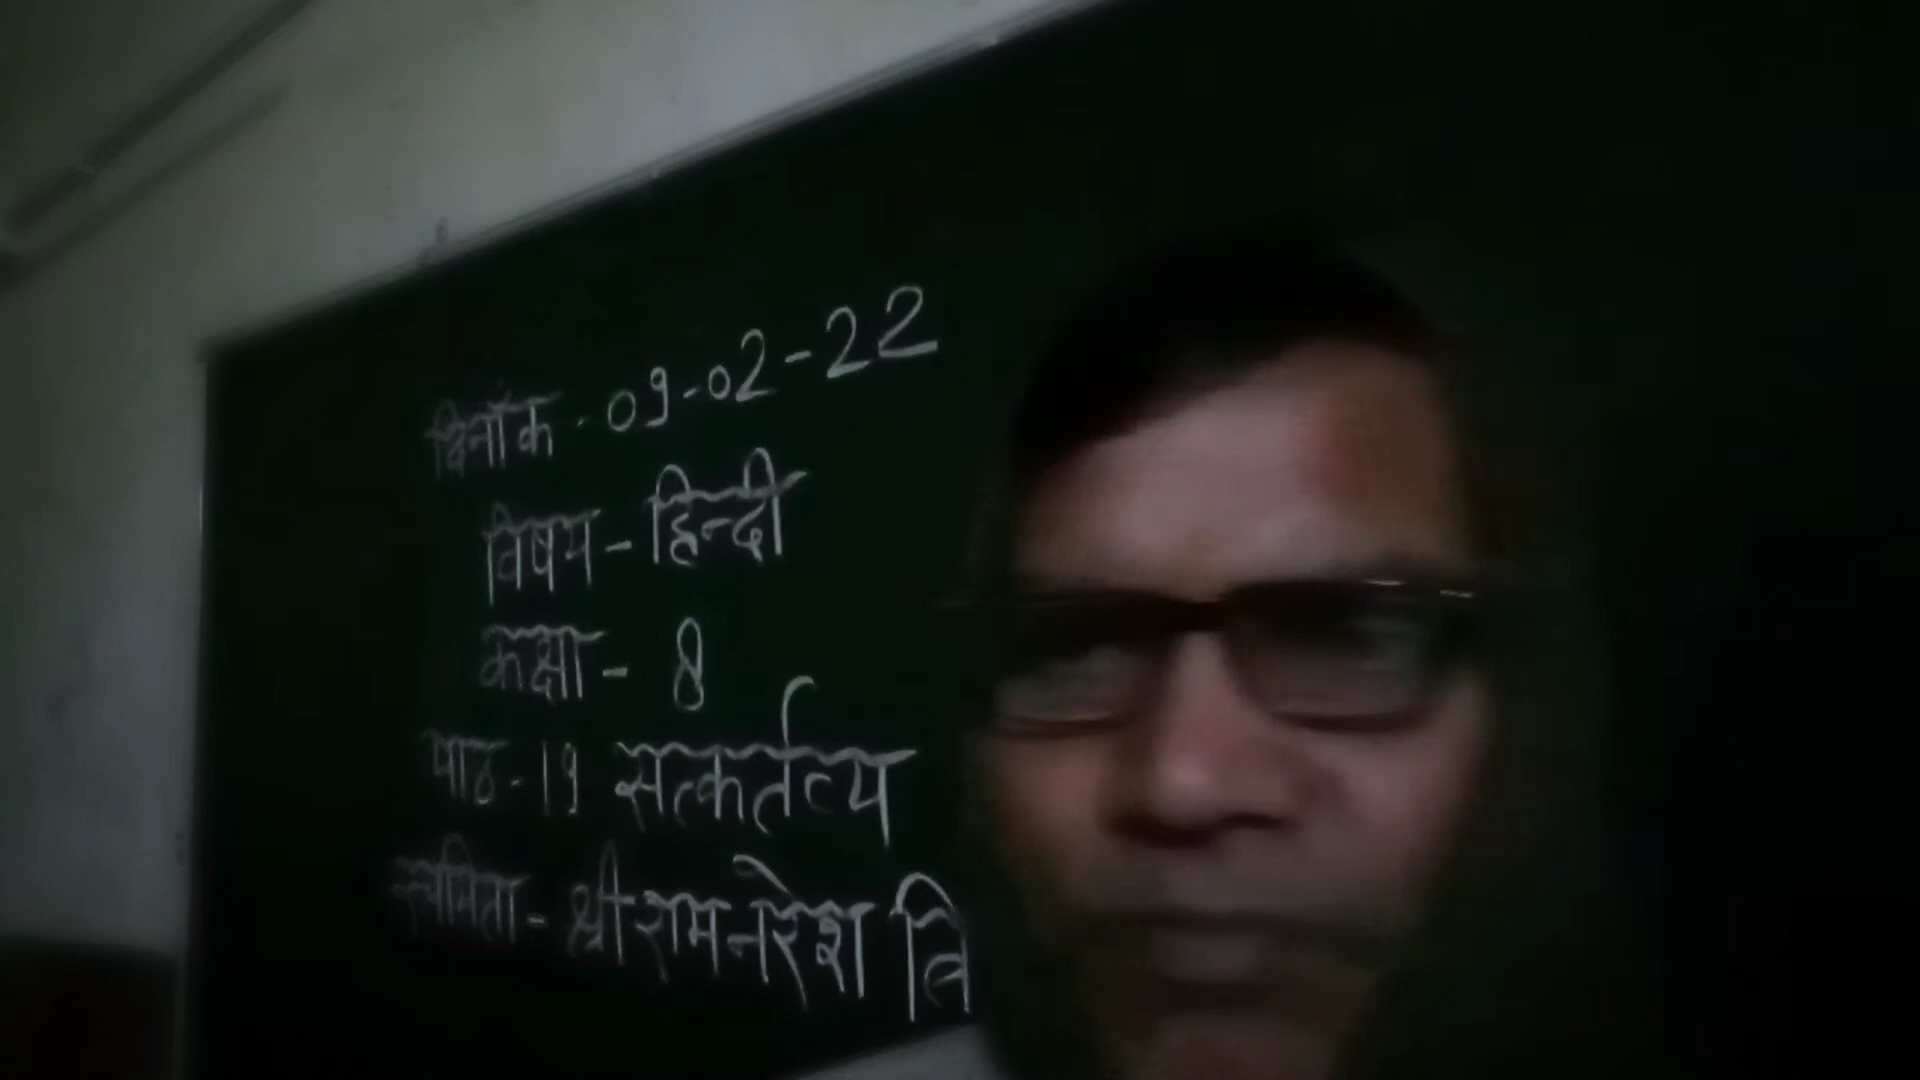 दिनाँक - 09-02-22
विषय - हिन्दी
कक्षा - 8
पाठ - 19 सत्कर्तव्य
रचयिता - श्री रामनरेश त्रि